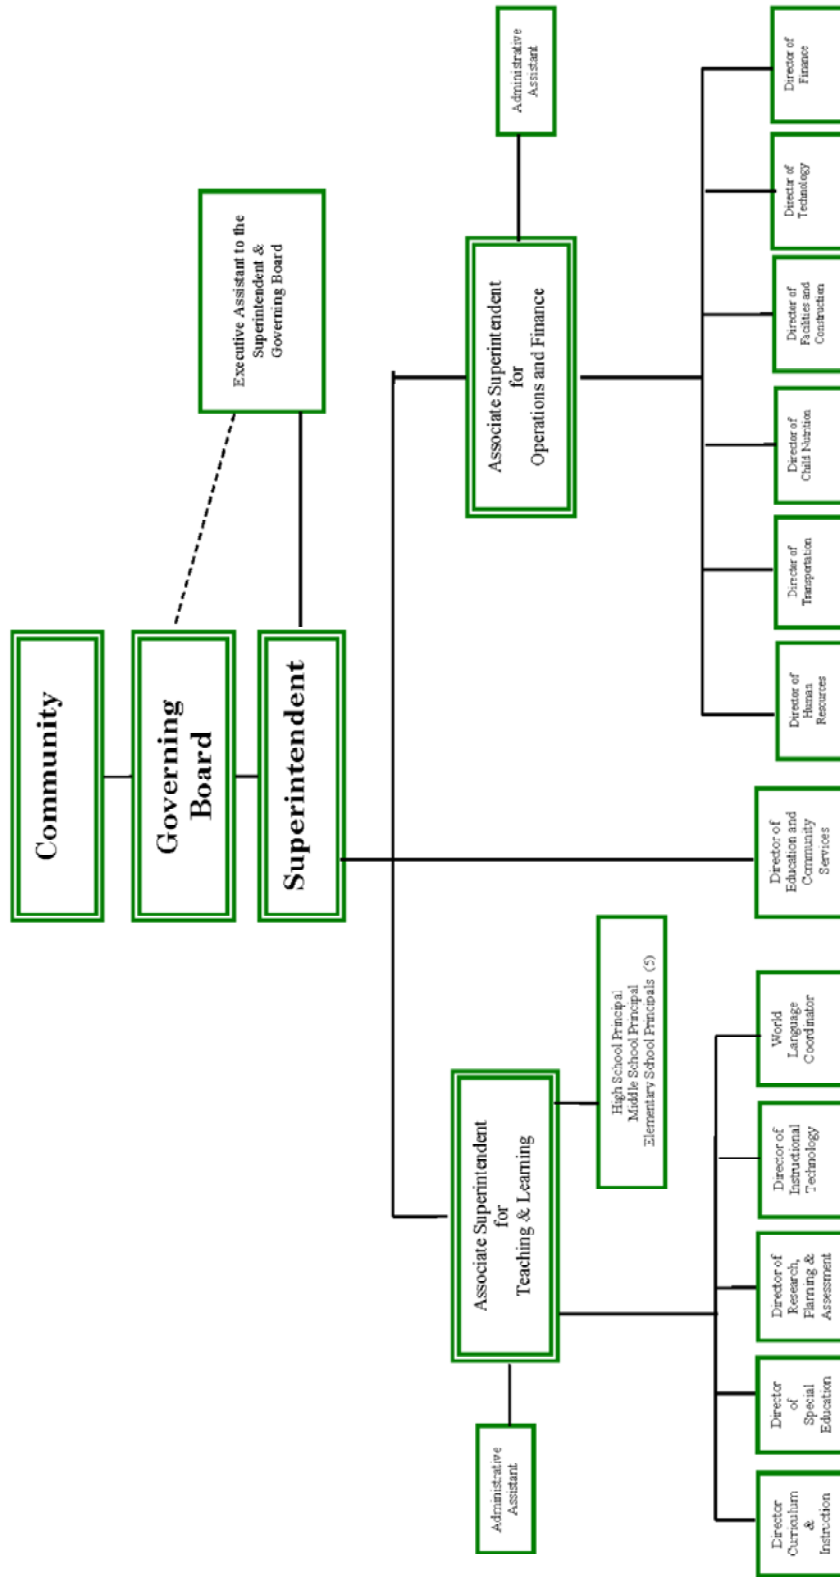 Community
Governing
Board
Superintendent
Executive Assistant to the
Superintendent &
Governing Board
Associate Superintendent
for
Teaching & Learning
Administrative
Assistant
High School Principal
Middle School Principal
Elementary School Principals (5)
Associate Superintendent
for
Operations and Finance
Administrative
Assistant
Director
Curriculum
&
Instruction
Director
of
Special
Education
Director of
Research,
Planning &
Assessment
Director of
Instructional
Technology
World
Language
Coordinator
Director of
Education and
Community
Services
Director of
Human
Resources
Director of
Transportation
Director of
Child Nutrition
Director of
Facilities and
Construction
Director of
Technology
Director of
Finance